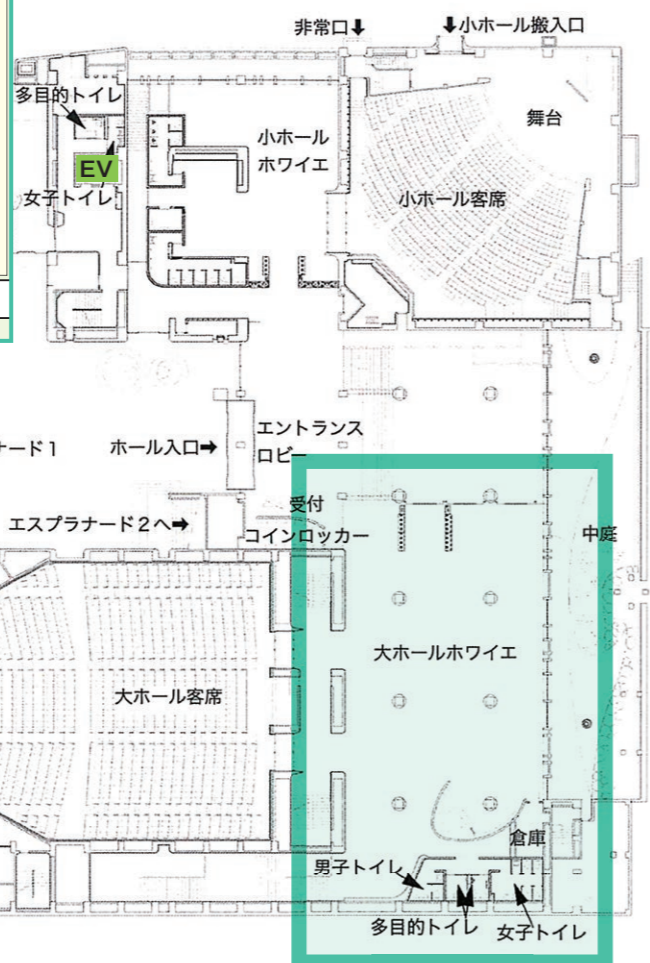 非常口⬇
⬇小ホール搬入口
多目的トイレ
EV
女子トイレ
小ホール
ホワイエ
舞台
小ホール客席
ナード1
ホール入口➡
エントランス
ロビー
エスプラナード2へ➡
受付
コインロッカー
中庭
大ホールホワイエ
大ホール客席
倉庫
男子トイレ
多目的トイレ
女子トイレ